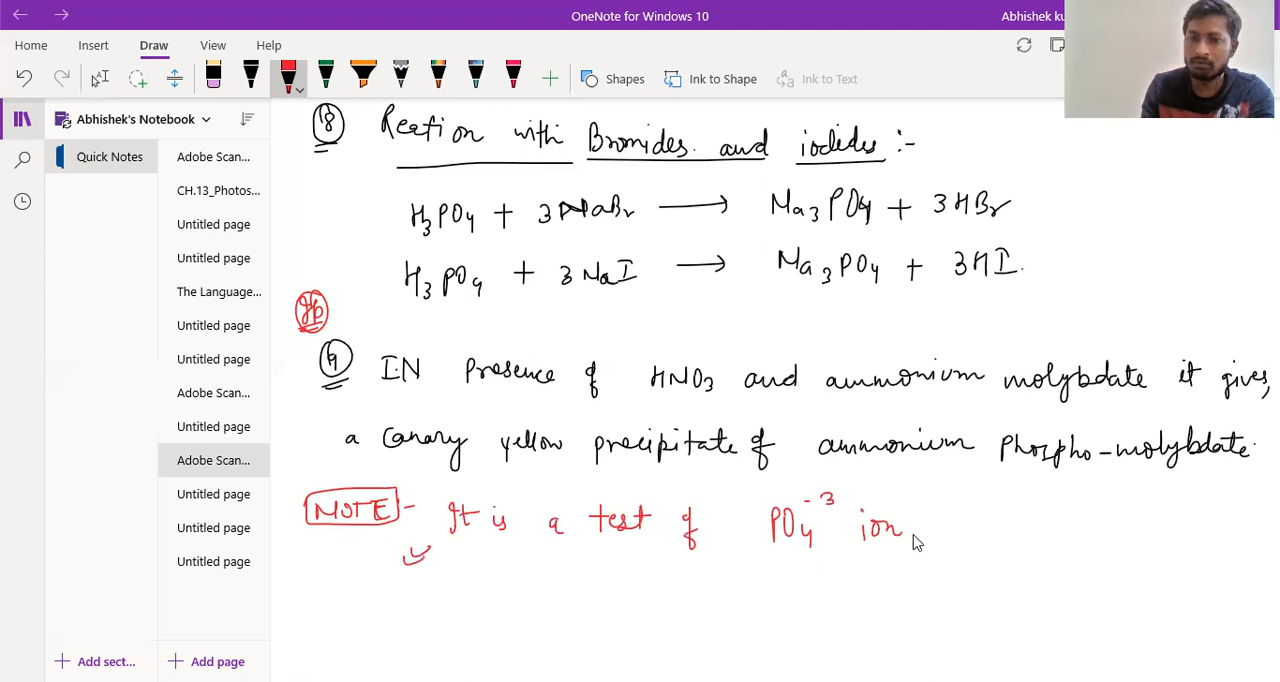 OneNote for Windows 10
Abhishek ku
Home Insert Draw View Help
Shapes Ink to Shape Ink to Text
Abhishek's Notebook
Quick Notes
Adobe Scan...
CH.13_Photos...
Untitled page
Untitled page
The Language...
Untitled page
Untitled page
Adobe Scan...
Untitled page
Adobe Scan...
Untitled page
Untitled page
Untitled page
+ Add sect...
+ Add page
18 Reation with Bromides and iodides :-
H₃PO₄ + 3NaBr → Na₃PO₄ + 3HBr
H₃PO₄ + 3NaI → Na₃PO₄ + 3HI.
IN Presence of HNO₃ and ammonium molybdate it gives,
a Canary yellow precipitate of ammonium Phospho-molybdate.
NOTE - It is a test of PO₄⁻³ ion